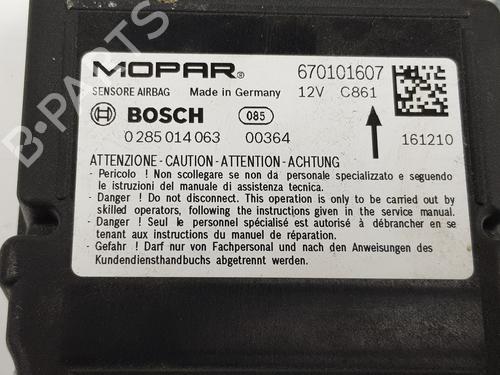 MOPAR® 670101607
SENSORE AIRBAG Made in Germany 12V C861
BOSCH 085
0 285 014 063 00364 161210
ATTENZIONE - CAUTION - ATTENTION - ACHTUNG
- Pericolo ! Non scollegare se non da personale specializzato e seguendo
le istruzioni del manuale di assistenza tecnica.
- Danger ! Do not disconnect. This operation is only to be carried out by
skilled operators, following the instructions given in the service manual.
- Danger ! Seul le personnel spécialisé est autorisé à débrancher en se
tenant aux instructions du manuel de réparation.
- Gefahr ! Darf nur von Fachpersonal und nach den Anweisungen des
Kundendiensthandbuchs abgetrennt werden.
B-PARTS